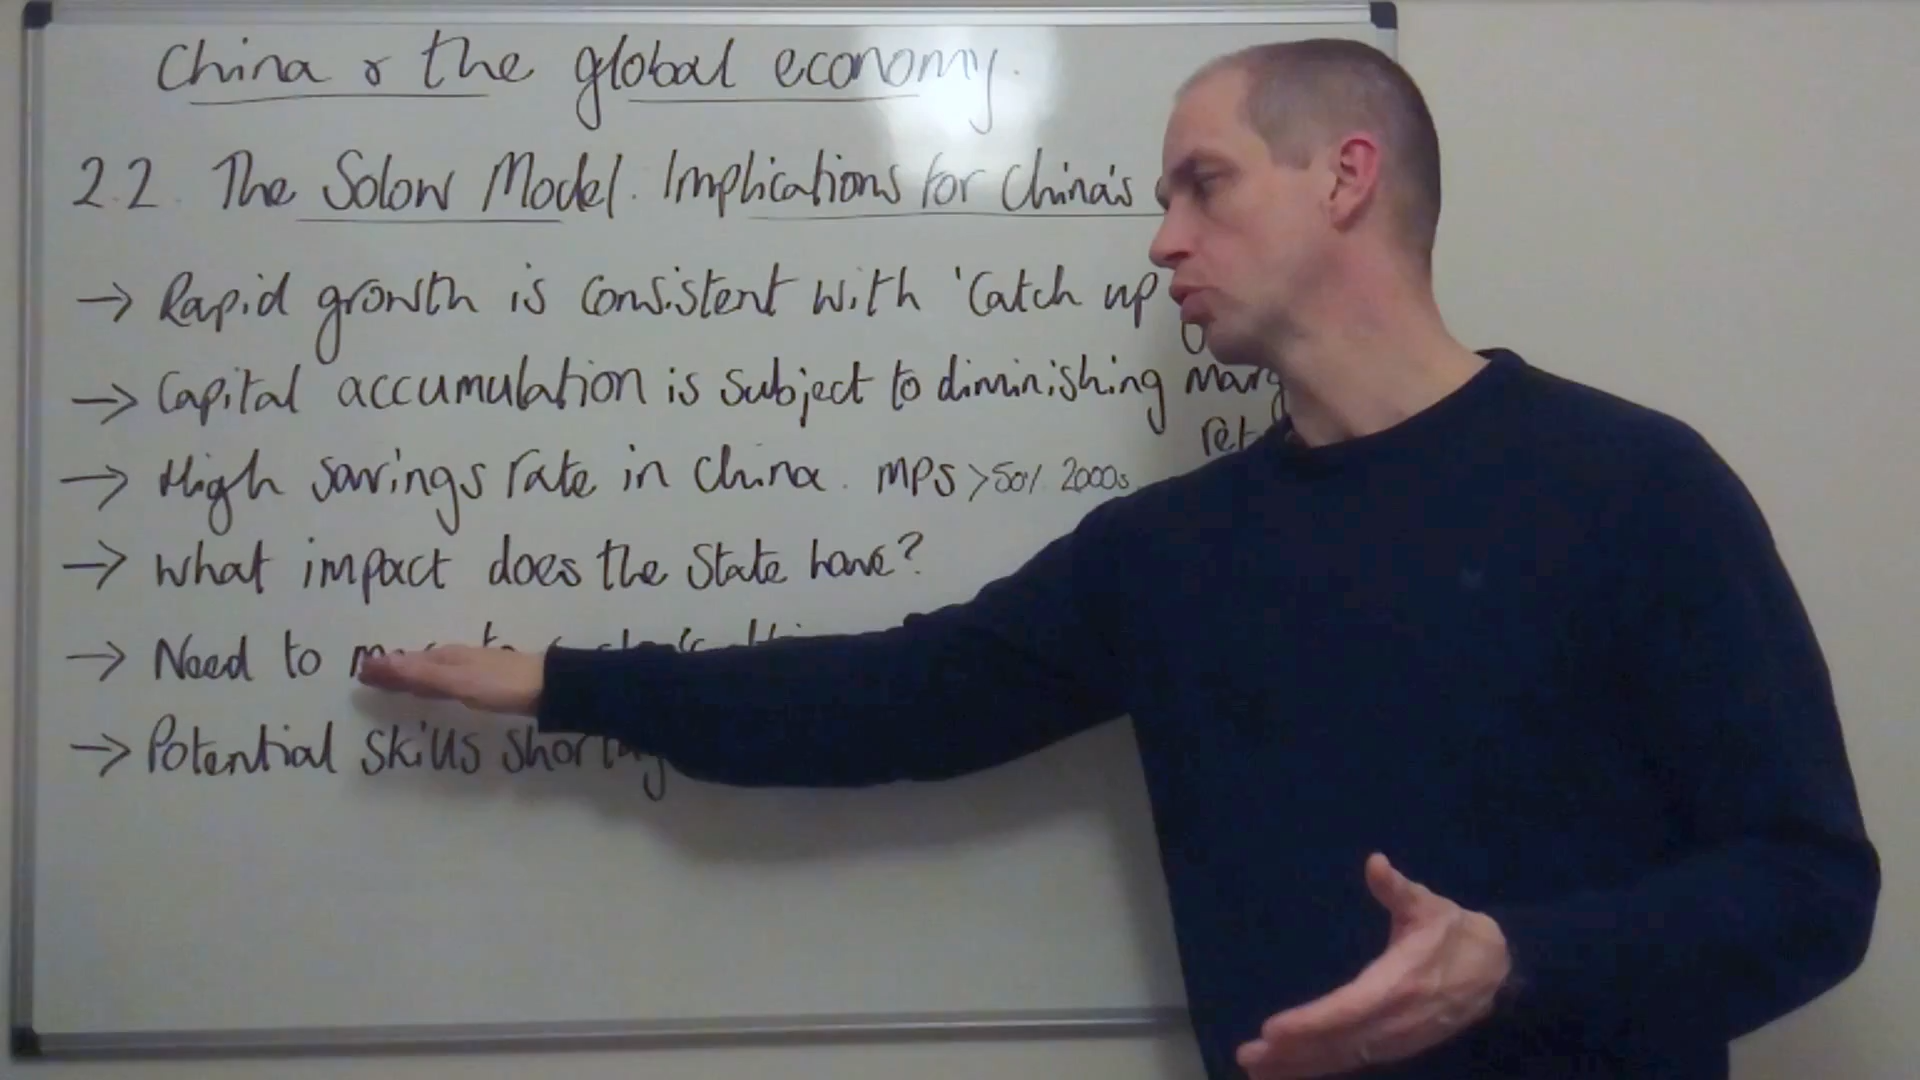 China & the global economy.
2.2. The Solow Model. Implications for China's
→ Rapid growth is consistent with 'catch up
→ Capital accumulation is subject to diminishing
→ High savings rate in China. MPS >50% 2000s
→ What impact does the State have?
→ Need to
→ Potential skills